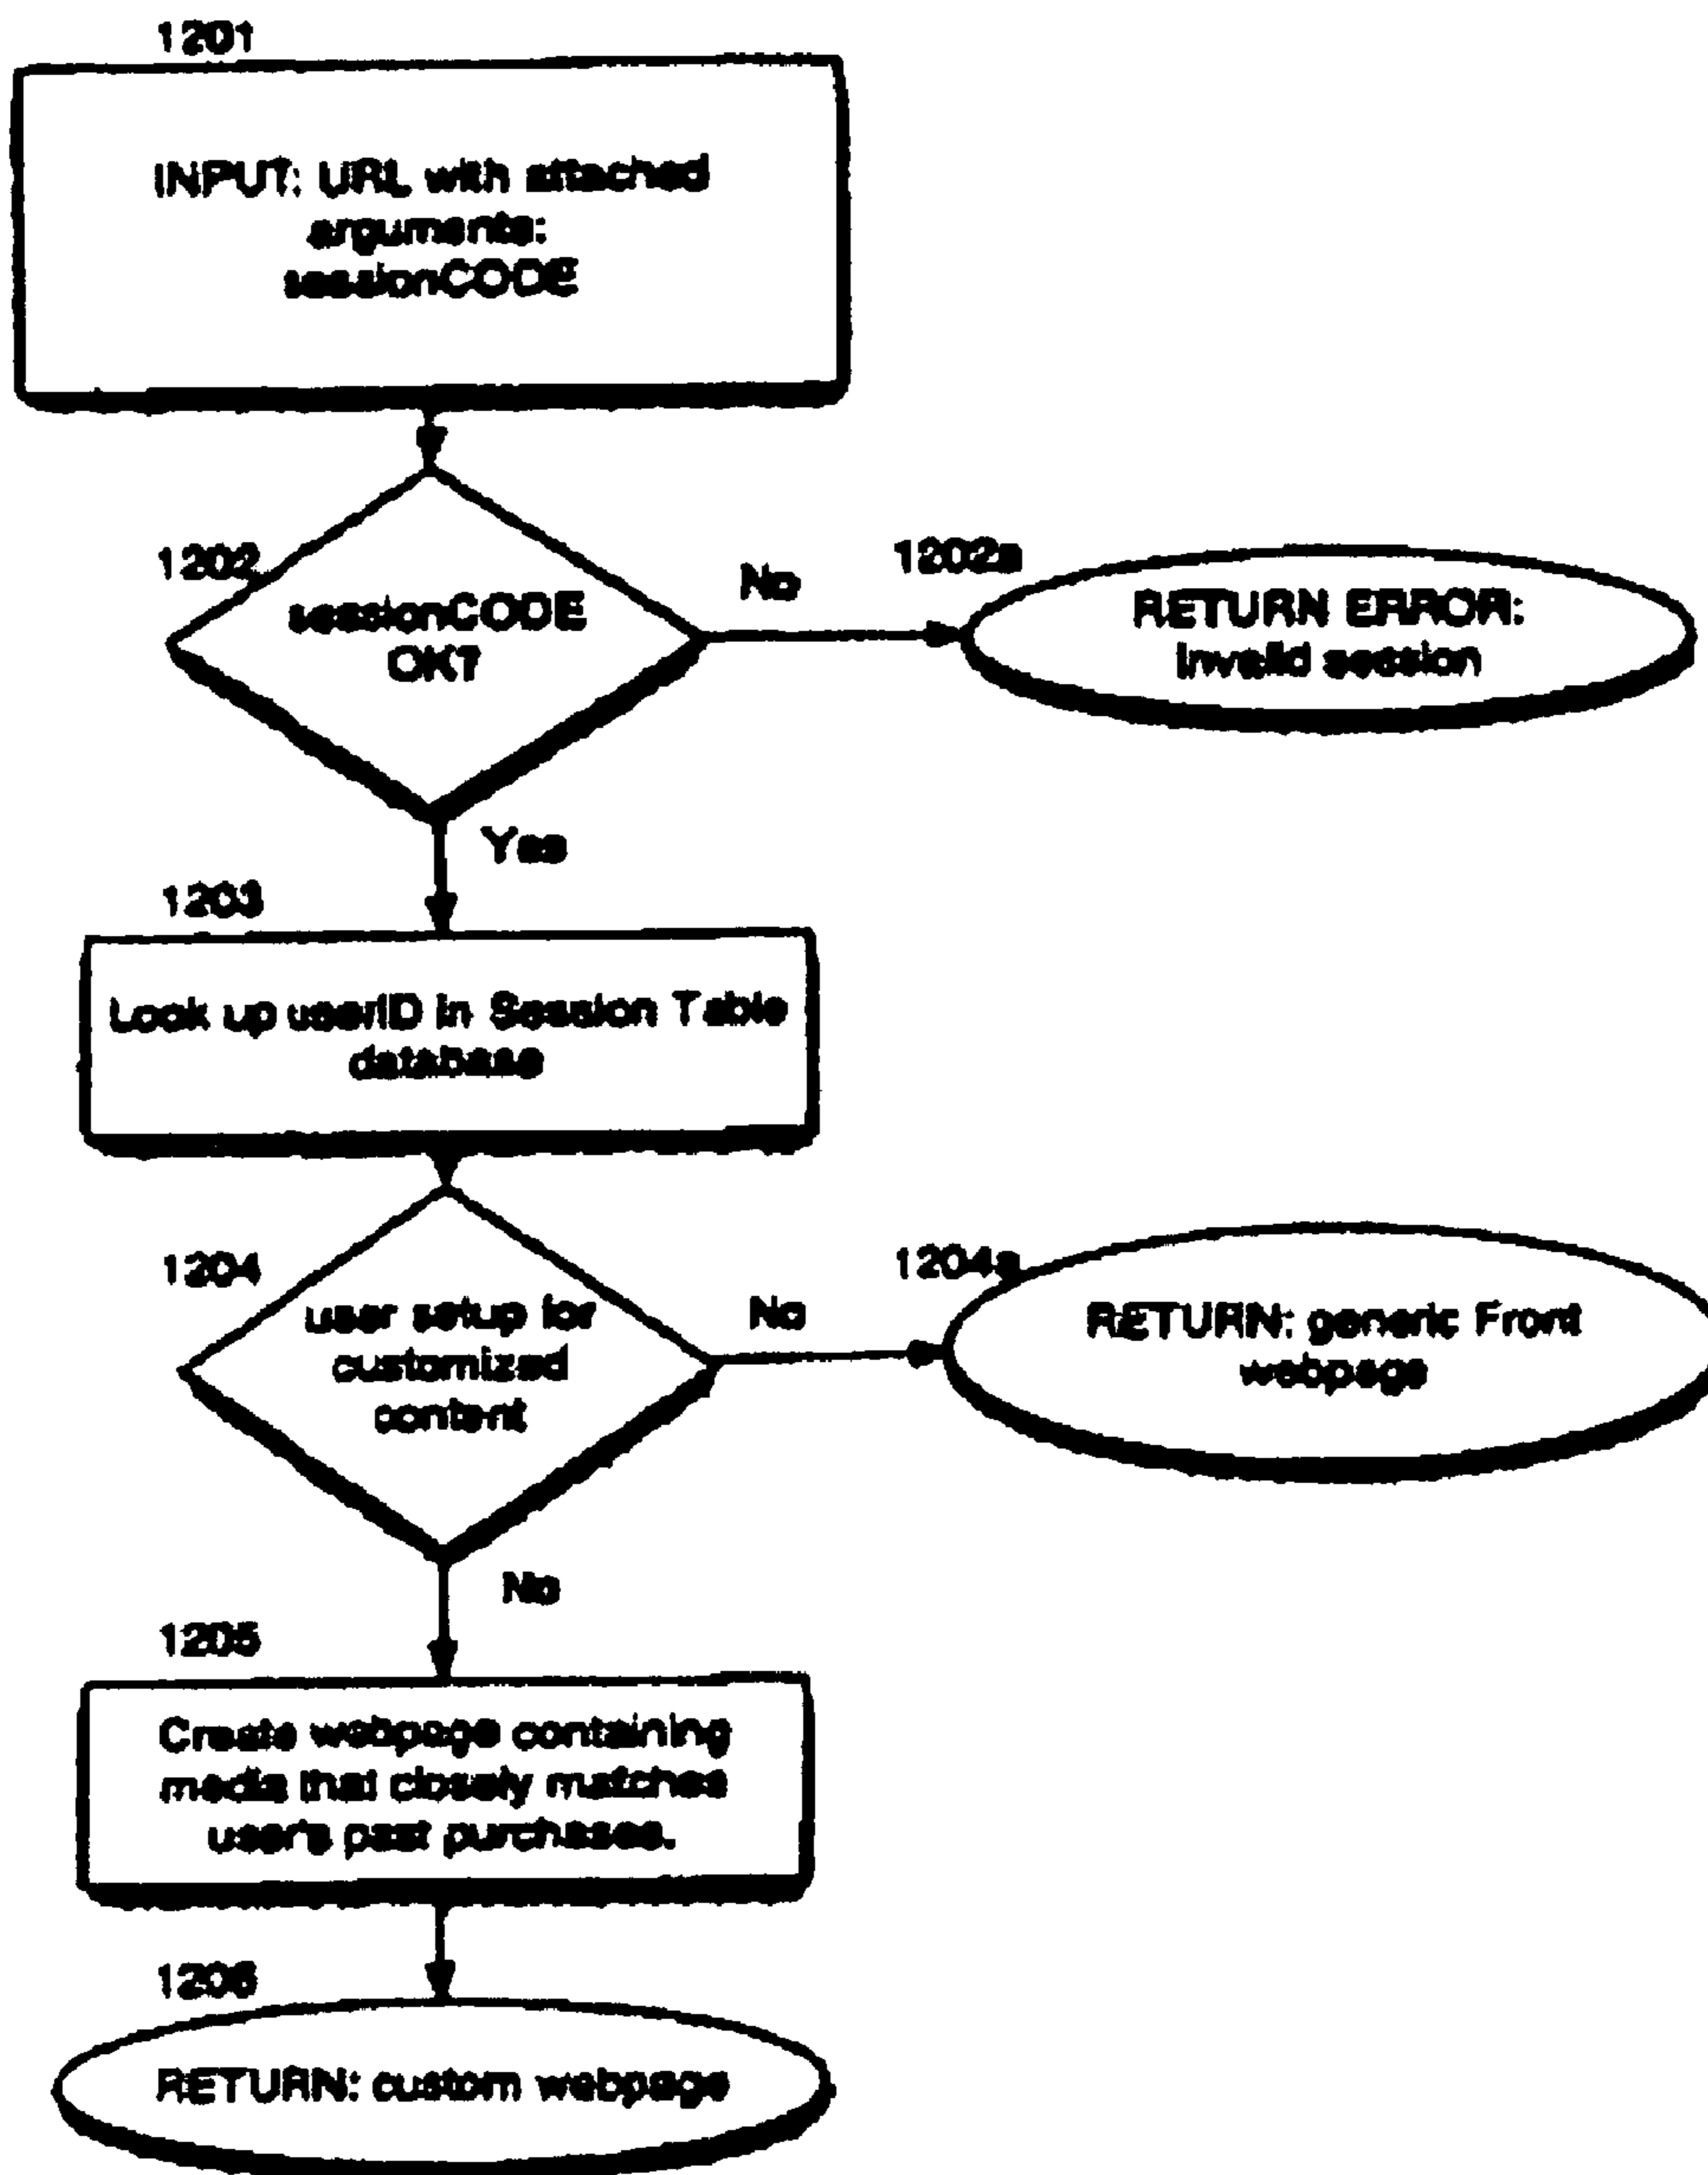 1201
INPUT: URL with attached
arguments:
sessionCODE
1202
sessionCODE
OK?
No
1202a
RETURN ERROR:
Invalid session
Yes
1203
Look up userID in Session Table
database
1204
user setup for
customized
content
No
1204a
RETURN: generic Front
webpage
No
1205
Create webpage containing
media that closely matches
user's past purchases.
1206
RETURN: custom webpage